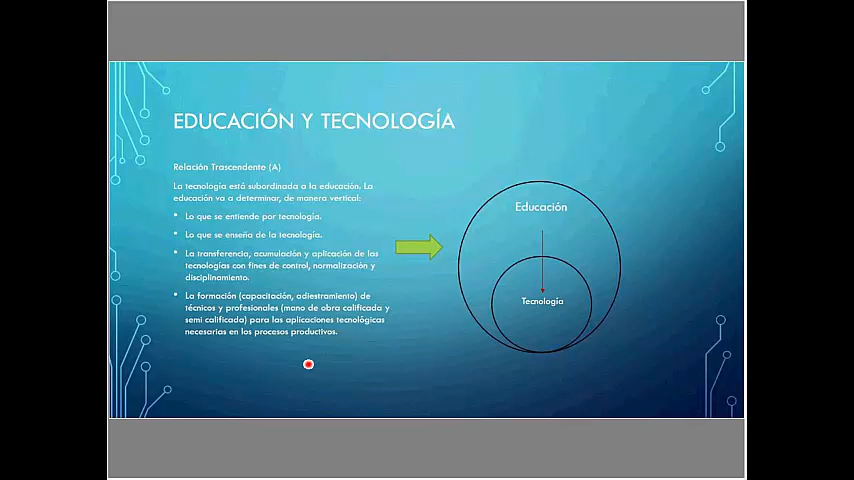 EDUCACIÓN Y TECNOLOGÍA
Relación Trascendente (A)
La tecnología está subordinada a la educación. La
educación va a determinar, de manera vertical:
• Lo que se entiende por tecnología.
• Lo que se enseña de la tecnología.
• La transferencia, acumulación y aplicación de las
tecnologías con fines de control, normalización y
disciplinamiento.
• La formación (capacitación, adiestramiento) de
técnicos y profesionales (mano de obra calificada y
semi calificada) para las aplicaciones tecnológicas
necesarias en los procesos productivos.
Educación
Tecnología